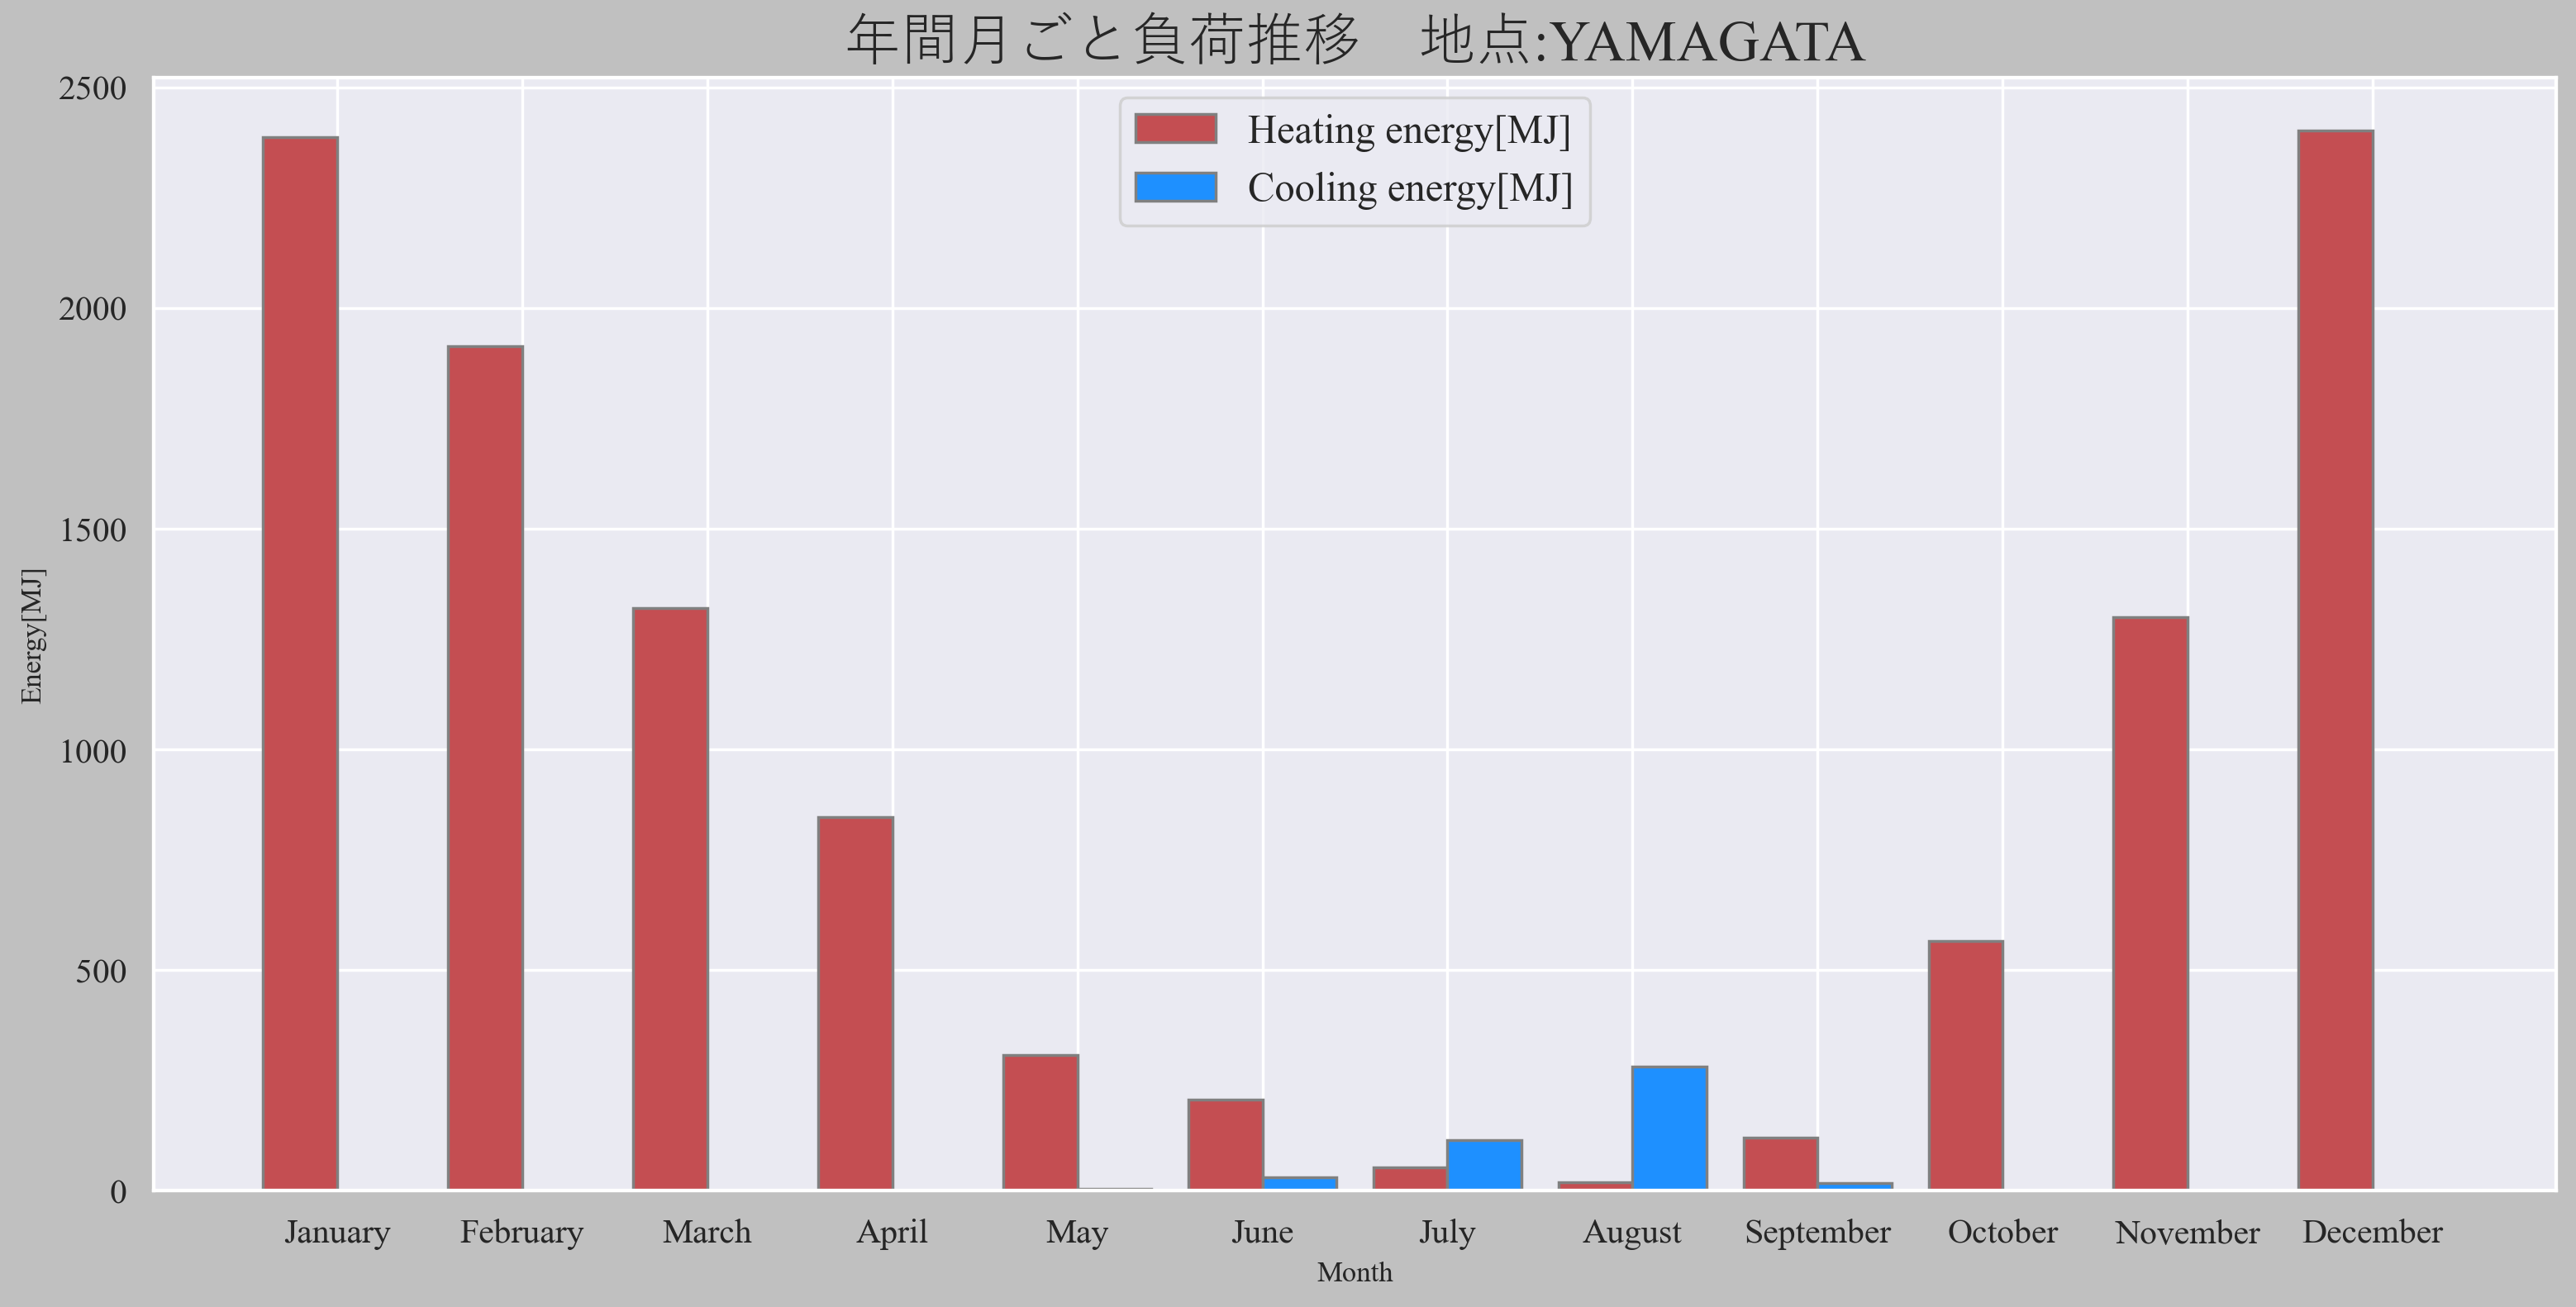 年間月ごと負荷推移　地点:YAMAGATA
Heating energy[MJ]
Cooling energy[MJ]
2500
2000
1500
1000
500
0
Energy[MJ]
January February March April May June July August September October November December
Month